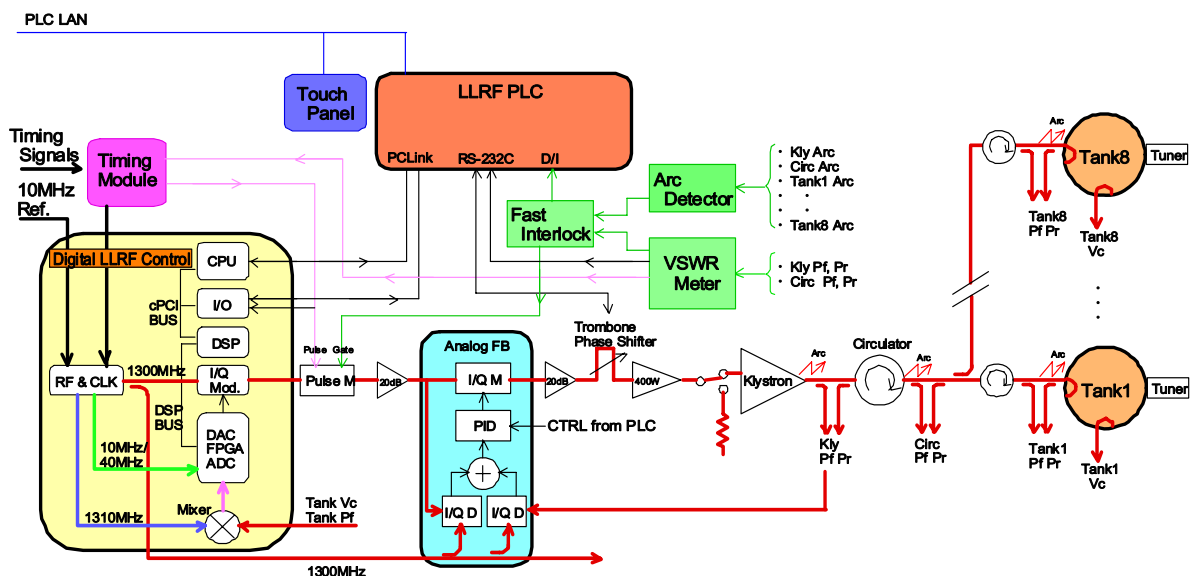 PLC LAN
Touch
Panel
LLRF PLC
PCLink
RS-232C
D/I
Timing
Signals
Timing
Module
10MHz
Ref.
Digital LLRF Control
CPU
cPCI
BUS
I/O
DSP
RF & CLK
1300MHz
I/Q
Mod.
DSP
BUS
DAC
FPGA
ADC
10MHz/
40MHz
Mixer
1310MHz
Tank Vc
Tank Pf
1300MHz
Pulse
Gate
Pulse M
20dB
Analog FB
I/Q M
PID
CTRL from PLC
I/Q D
I/Q D
20dB
Trombone
Phase Shifter
400W
Fast
Interlock
Arc
Detector
VSWR
Meter
· Kly Arc
· Circ Arc
· Tank1 Arc
·
·
· Tank8 Arc
· Kly Pf, Pr
· Circ Pf, Pr
Klystron
Arc
Kly
Pf Pr
Circulator
Arc
Circ
Pf Pr
Arc
Tank8
Tuner
Tank8
Pf Pr
Tank8
Vc
Arc
Tank1
Tuner
Tank1
Pf Pr
Tank1
Vc